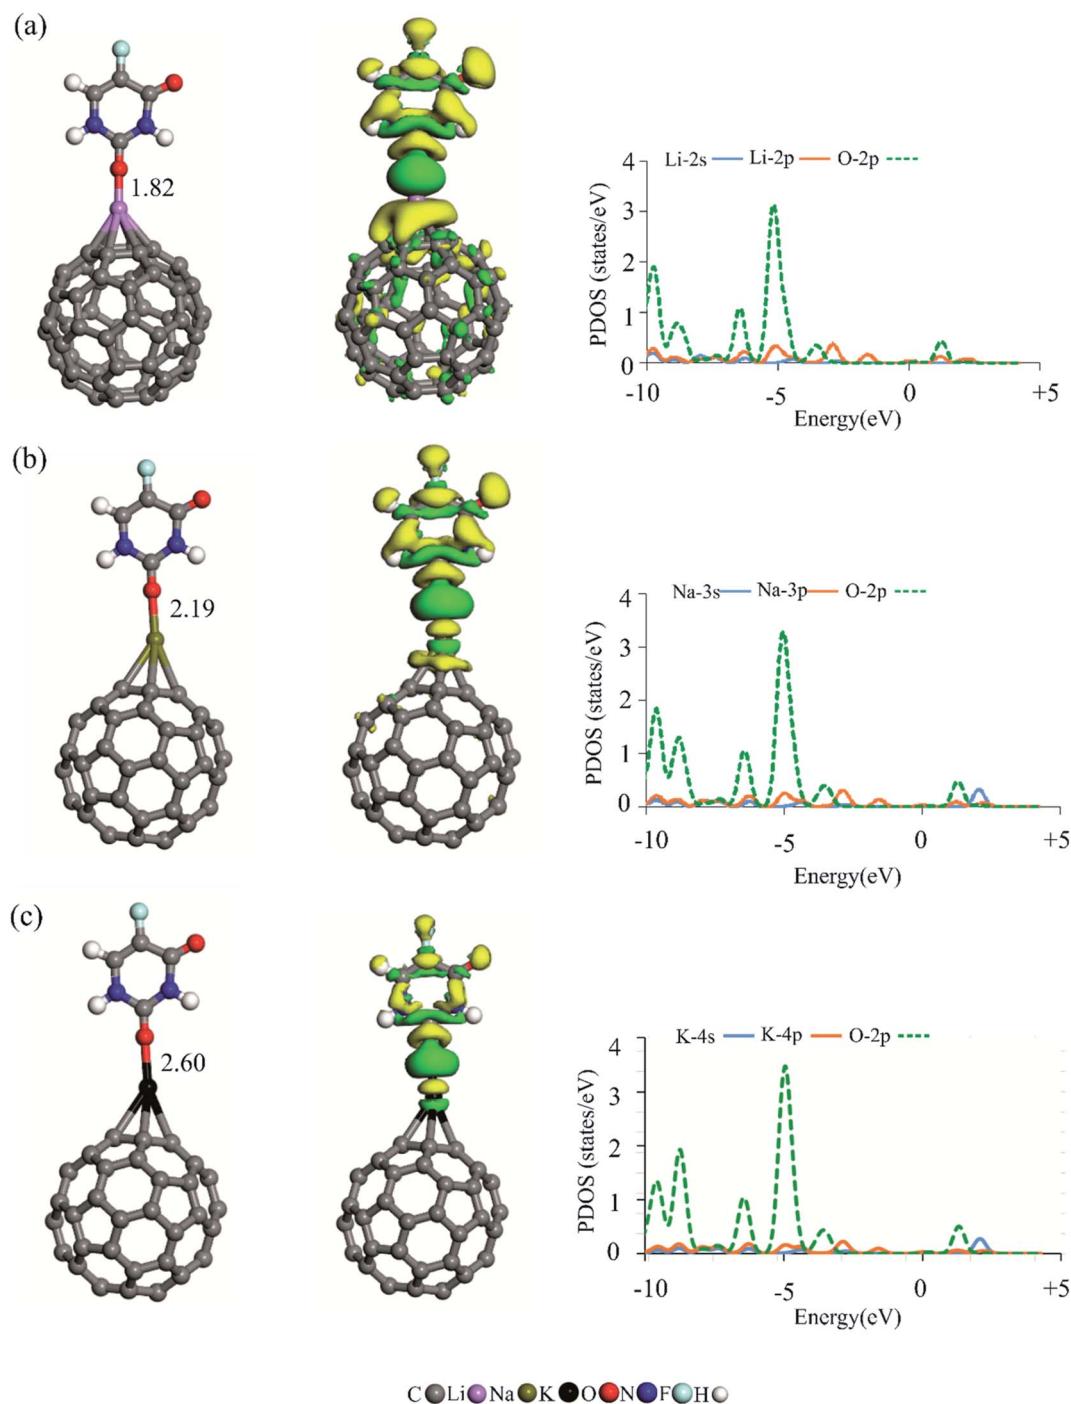 (a)
1.82
Li-2s Li-2p O-2p
4
3
2
1
0
PDOS (states/eV)
-10 -5 0 +5
Energy(eV)
(b)
2.19
Na-3s Na-3p O-2p
4
3
2
1
0
PDOS (states/eV)
-10 -5 0 +5
Energy(eV)
(c)
2.60
K-4s K-4p O-2p
4
3
2
1
0
PDOS (states/eV)
-10 -5 0 +5
Energy(eV)
C Li Na K O N F H